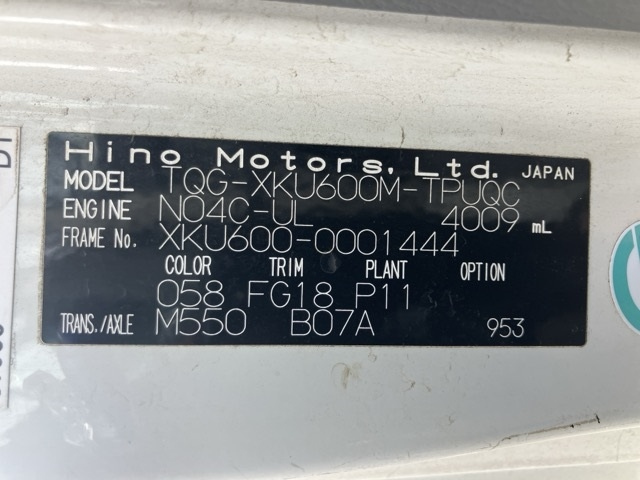 Hino Motors, Ltd. JAPAN
MODEL TQG-XKU600M-TPUQC
ENGINE N04C-UL 4009 mL
FRAME No. XKU600-0001444
COLOR TRIM PLANT OPTION
058 FG18 P11
TRANS./AXLE M550 B07A 953